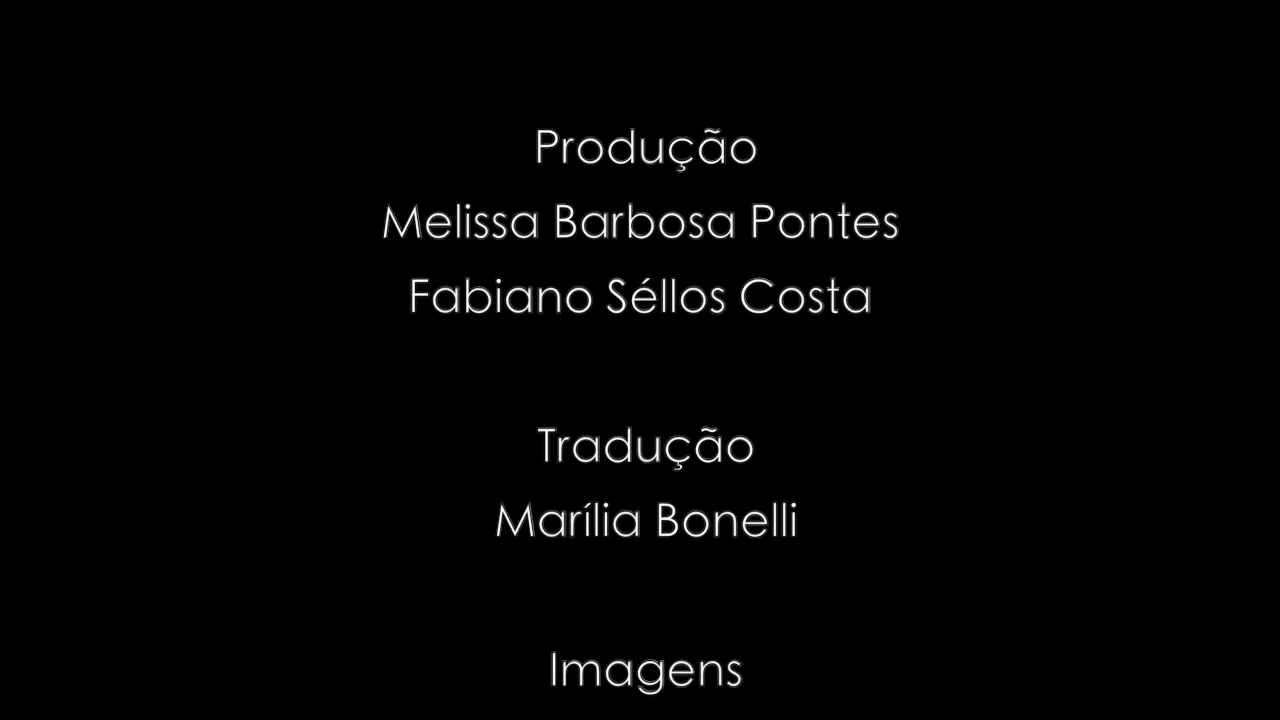 Produção
Melissa Barbosa Pontes
Fabiano Séllos Costa
Tradução
Marília Bonelli
Imagens